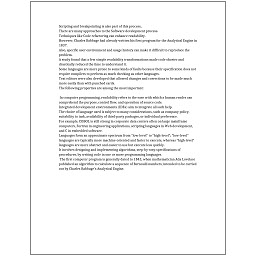 Scripting and breakpointing is also part of this process.
There are many approaches to the Software development process.
Techniques like Code refactoring can enhance readability.
However, Charles Babbage had already written his first program for the Analytical Engine in
1837.
Also, specific user environment and usage history can make it difficult to reproduce the
problem.
A study found that a few simple readability transformations made code shorter and
drastically reduced the time to understand it.
Some languages are more prone to some kinds of faults because their specification does not
require compilers to perform as much checking as other languages.
Text editors were also developed that allowed changes and corrections to be made much
more easily than with punched cards.
The following properties are among the most important:

In computer programming, readability refers to the ease with which a human reader can
comprehend the purpose, control flow, and operation of source code.
Integrated development environments (IDEs) aim to integrate all such help.
The choice of language used is subject to many considerations, such as company policy,
suitability to task, availability of third-party packages, or individual preference.
For example, COBOL is still strong in corporate data centers often on large mainframe
computers, Fortran in engineering applications, scripting languages in Web development,
and C in embedded software.
Languages form an approximate spectrum from "low-level" to "high-level"; "low-level"
languages are typically more machine-oriented and faster to execute, whereas "high-level"
languages are more abstract and easier to use but execute less quickly.
It involves designing and implementing algorithms, step-by-step specifications of
procedures, by writing code in one or more programming languages.
The first computer program is generally dated to 1843, when mathematician Ada Lovelace
published an algorithm to calculate a sequence of Bernoulli numbers, intended to be carried
out by Charles Babbage's Analytical Engine.